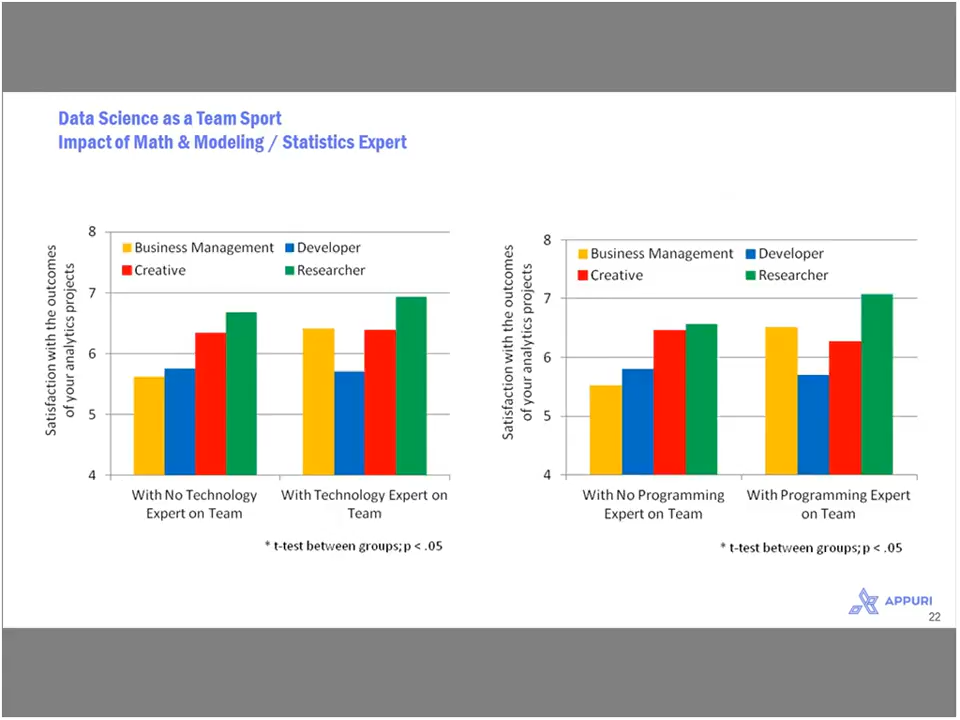 Data Science as a Team Sport
Impact of Math & Modeling / Statistics Expert
Satisfaction with the outcomes
of your analytics projects
8
7
6
5
4
Business Management
Developer
Creative
Researcher
With No Technology
Expert on Team
With Technology Expert on
Team
* t-test between groups; p < .05
Satisfaction with the outcomes
of your analytics projects
8
7
6
5
4
Business Management
Developer
Creative
Researcher
With No Programming
Expert on Team
With Programming Expert
on Team
* t-test between groups; p < .05
APPURI
22